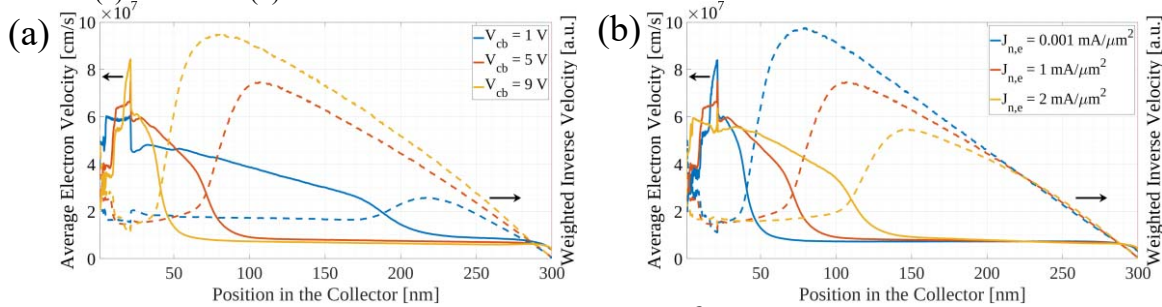 (a)
× 10⁷
Average Electron Velocity [cm/s]
10
8
6
4
2
0
V_cb = 1 V
V_cb = 5 V
V_cb = 9 V
Weighted Inverse Velocity [a.u.]
50 100 150 200 250 300
Position in the Collector [nm]
(b)
× 10⁷
Average Electron Velocity [cm/s]
10
8
6
4
2
0
J_n,e = 0.001 mA/μm²
J_n,e = 1 mA/μm²
J_n,e = 2 mA/μm²
Weighted Inverse Velocity [a.u.]
50 100 150 200 250 300
Position in the Collector [nm]